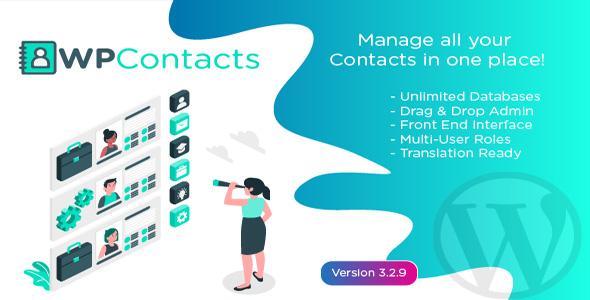 WPContacts
Manage all your
Contacts in one place!
- Unlimited Databases
- Drag & Drop Admin
- Front End Interface
- Multi-User Roles
- Translation Ready
Version 3.2.9